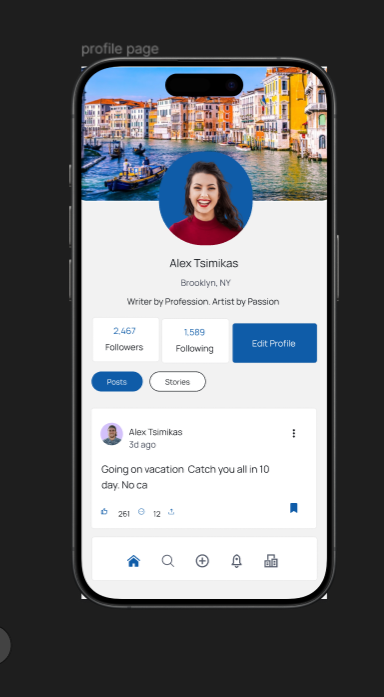 profile page
Alex Tsimikas
Brooklyn, NY
Writer by Profession. Artist by Passion
2,467
Followers
1,589
Following
Edit Profile
Posts
Stories
Alex Tsimikas
3d ago
Going on vacation Catch you all in 10
day. No ca
261 12